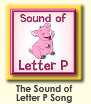 Sound of
Letter P
The Sound of
Letter P Song